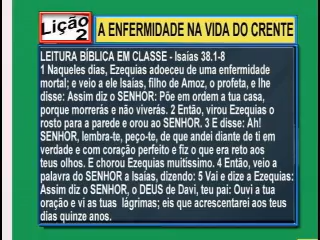 Lição 2
A ENFERMIDADE NA VIDA DO CRENTE
LEITURA BÍBLICA EM CLASSE - Isaías 38.1-8
1 Naqueles dias, Ezequias adoeceu de uma enfermidade
mortal; e veio a ele Isaías, filho de Amoz, o profeta, e lhe
disse: Assim diz o SENHOR: Põe em ordem a tua casa,
porque morrerás e não viverás. 2 Então, virou Ezequias o
rosto para a parede e orou ao SENHOR. 3 E disse: Ah!
SENHOR, lembra-te, peço-te, de que andei diante de ti em
verdade e com coração perfeito e fiz o que era reto aos
teus olhos. E chorou Ezequias muitíssimo. 4 Então, veio a
palavra do SENHOR a Isaías, dizendo: 5 Vai e dize a Ezequias:
Assim diz o SENHOR, o DEUS de Davi, teu pai: Ouvi a tua
oração e vi as tuas lágrimas; eis que acrescentarei aos teus
dias quinze anos.